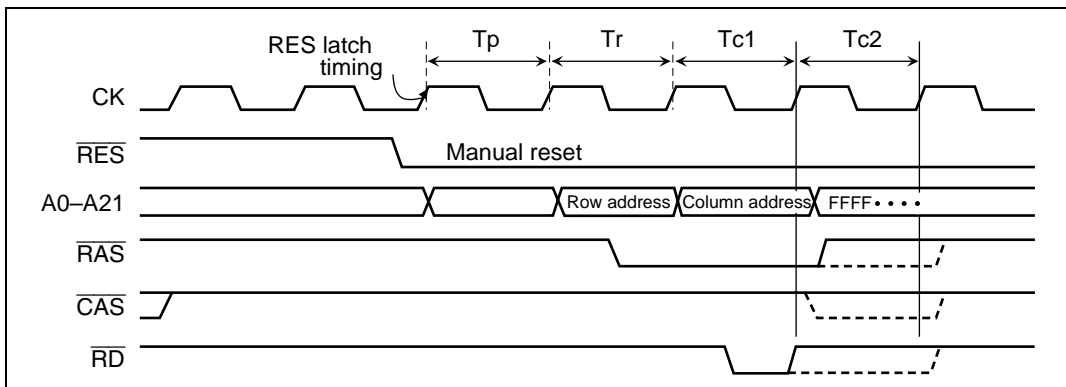 RES latch
timing
Tp
Tr
Tc1
Tc2
CK
RES
Manual reset
A0–A21
Row address
Column address
FFFF • • • •
RAS
CAS
RD